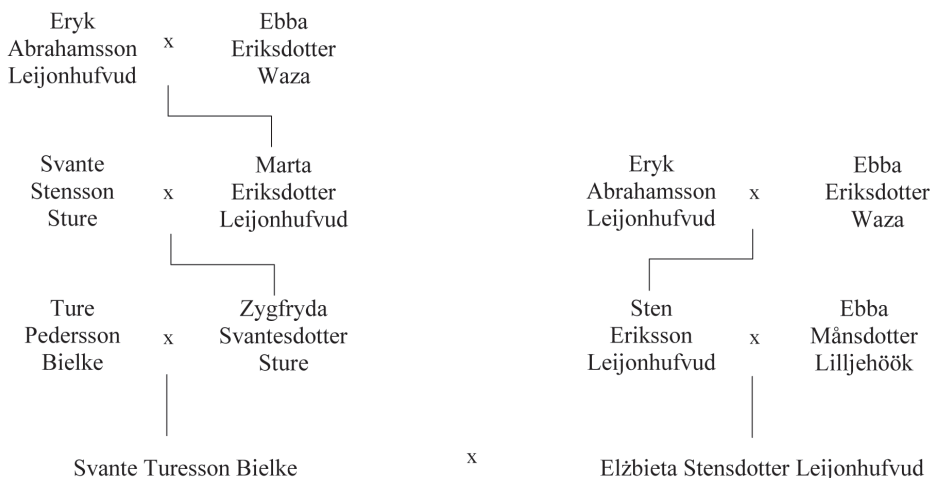 Eryk
Abrahamsson
Leijonhufvud
x
Ebba
Eriksdotter
Waza
Svante
Stensson
Sture
x
Marta
Eriksdotter
Leijonhufvud
Eryk
Abrahamsson
Leijonhufvud
x
Ebba
Eriksdotter
Waza
Ture
Pedersson
Bielke
x
Zygfryda
Svantesdotter
Sture
Sten
Eriksson
Leijonhufvud
x
Ebba
Månsdotter
Lilljehöök
Svante Turesson Bielke
x
Elżbieta Stensdotter Leijonhufvud